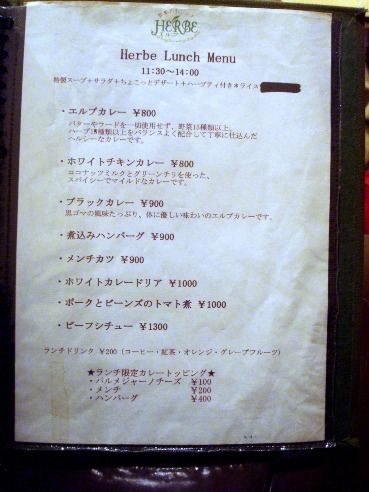 HERBE
Herbe Lunch Menu
11:30～14:00
特製スープ＋サラダ＋ちょこっとデザート＋ハーブティ付き＊ライス
・エルブカレー ￥800
バターやラードを一切使用せず、野菜15種類以上、
ハーブ15種類以上をバランスよく配合して丁寧に仕込んだ
ヘルシーなカレーです。
・ホワイトチキンカレー ￥800
ココナッツミルクとグリーンチリを使った、
スパイシーでマイルドなカレーです。
・ブラックカレー ￥900
黒ゴマの風味たっぷり、体に優しい味わいのエルブカレーです。
・煮込みハンバーグ ￥900
・メンチカツ ￥900
・ホワイトカレードリア ￥1000
・ポークとビーンズのトマト煮 ￥1000
・ビーフシチュー ￥1300
ランチドリンク ￥200（コーヒー・紅茶・オレンジ・グレープフルーツ）
★ランチ限定カレートッピング★
・パルメジャーノチーズ ￥100
・メンチ ￥200
・ハンバーグ ￥400